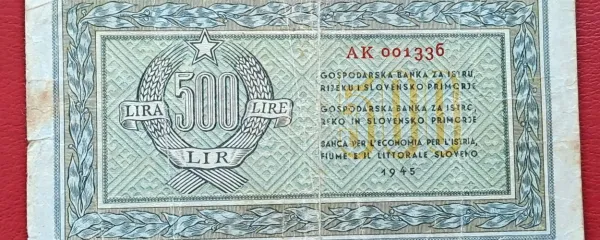 AK 001336
500
LIRA
LIRE
LIR
GOSPODARSKA BANKA ZA ISTRU,
RIJEKU I SLOVENSKO PRIMORJE
GOSPODARSKA BANKA ZA ISTRO,
REKO IN SLOVENSKO PRIMORJE
BANCA PER L'ECONOMIA PER L'ISTRIA,
FIUME E IL LITTORALE SLOVENO
1945